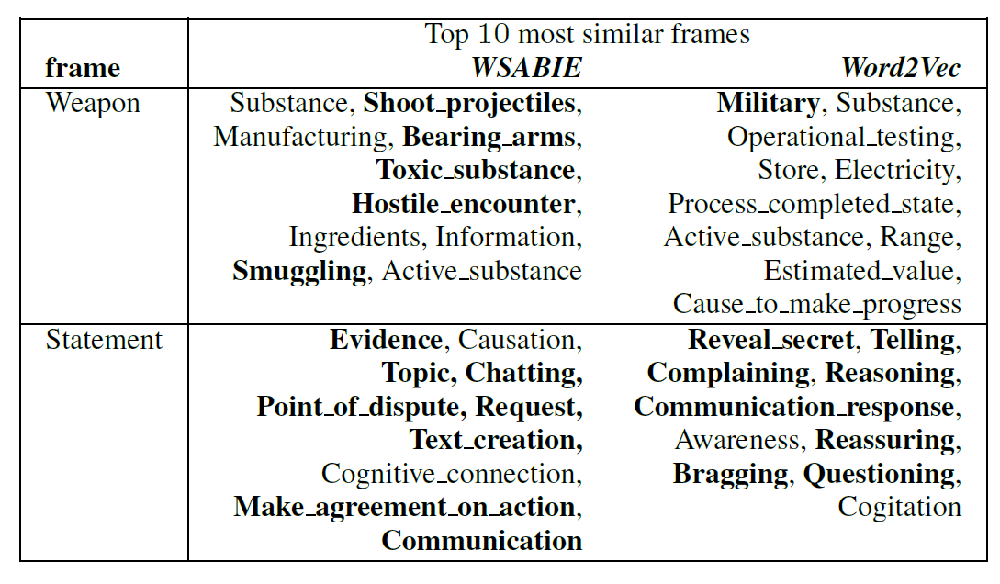 Top 10 most similar frames
frame WSABIE Word2Vec
Weapon Substance, Shoot_projectiles, Military, Substance,
Manufacturing, Bearing_arms, Operational_testing,
Toxic_substance, Store, Electricity,
Hostile_encounter, Process_completed_state,
Ingredients, Information, Active_substance, Range,
Smuggling, Active_substance Estimated_value,
Cause_to_make_progress
Statement Evidence, Causation, Reveal_secret, Telling,
Topic, Chatting, Complaining, Reasoning,
Point_of_dispute, Request, Communication_response,
Text_creation, Awareness, Reassuring,
Cognitive_connection, Bragging, Questioning,
Make_agreement_on_action, Cogitation
Communication